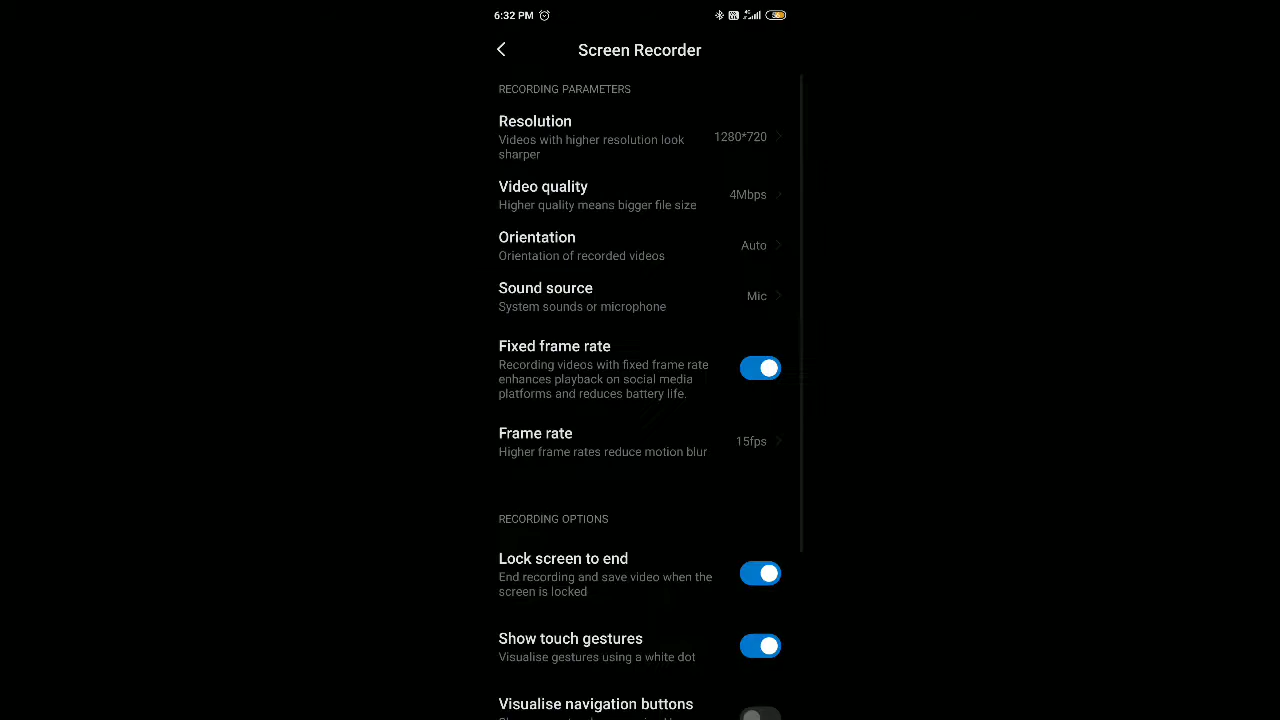 6:32 PM
56
Screen Recorder
RECORDING PARAMETERS
Resolution
Videos with higher resolution look
sharper
1280*720
Video quality
Higher quality means bigger file size
4Mbps
Orientation
Orientation of recorded videos
Auto
Sound source
System sounds or microphone
Mic
Fixed frame rate
Recording videos with fixed frame rate
enhances playback on social media
platforms and reduces battery life.
Frame rate
Higher frame rates reduce motion blur
15fps
RECORDING OPTIONS
Lock screen to end
End recording and save video when the
screen is locked
Show touch gestures
Visualise gestures using a white dot
Visualise navigation buttons